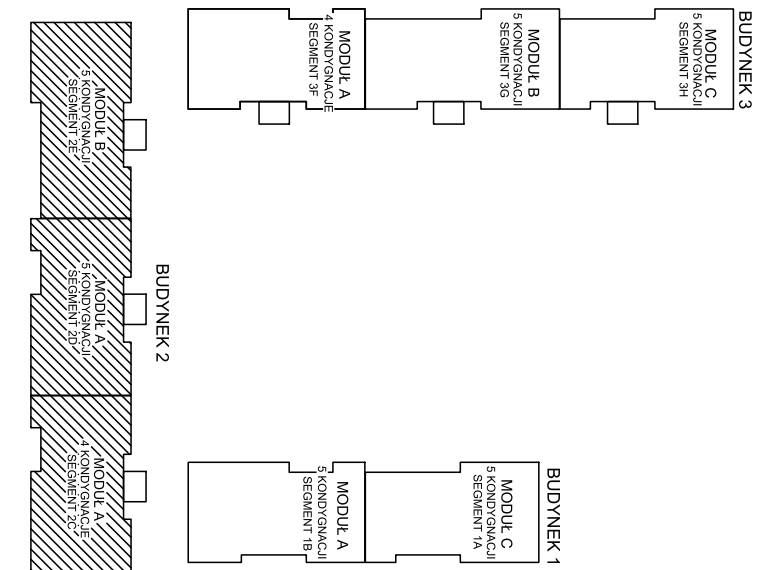 BUDYNEK 3
MODUŁ C
5 KONDYGNACJI
SEGMENT 3H
MODUŁ B
5 KONDYGNACJI
SEGMENT 3G
MODUŁ A
4 KONDYGNACJE
SEGMENT 3F
BUDYNEK 2
MODUŁ B
5 KONDYGNACJI
SEGMENT 2E
MODUŁ A
5 KONDYGNACJI
SEGMENT 2D
MODUŁ A
4 KONDYGNACJE
SEGMENT 2C
BUDYNEK 1
MODUŁ C
5 KONDYGNACJI
SEGMENT 1A
MODUŁ A
5 KONDYGNACJI
SEGMENT 1B